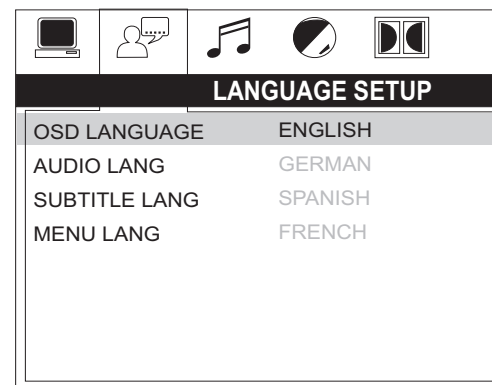 LANGUAGE SETUP
OSD LANGUAGE ENGLISH
AUDIO LANG GERMAN
SUBTITLE LANG SPANISH
MENU LANG FRENCH